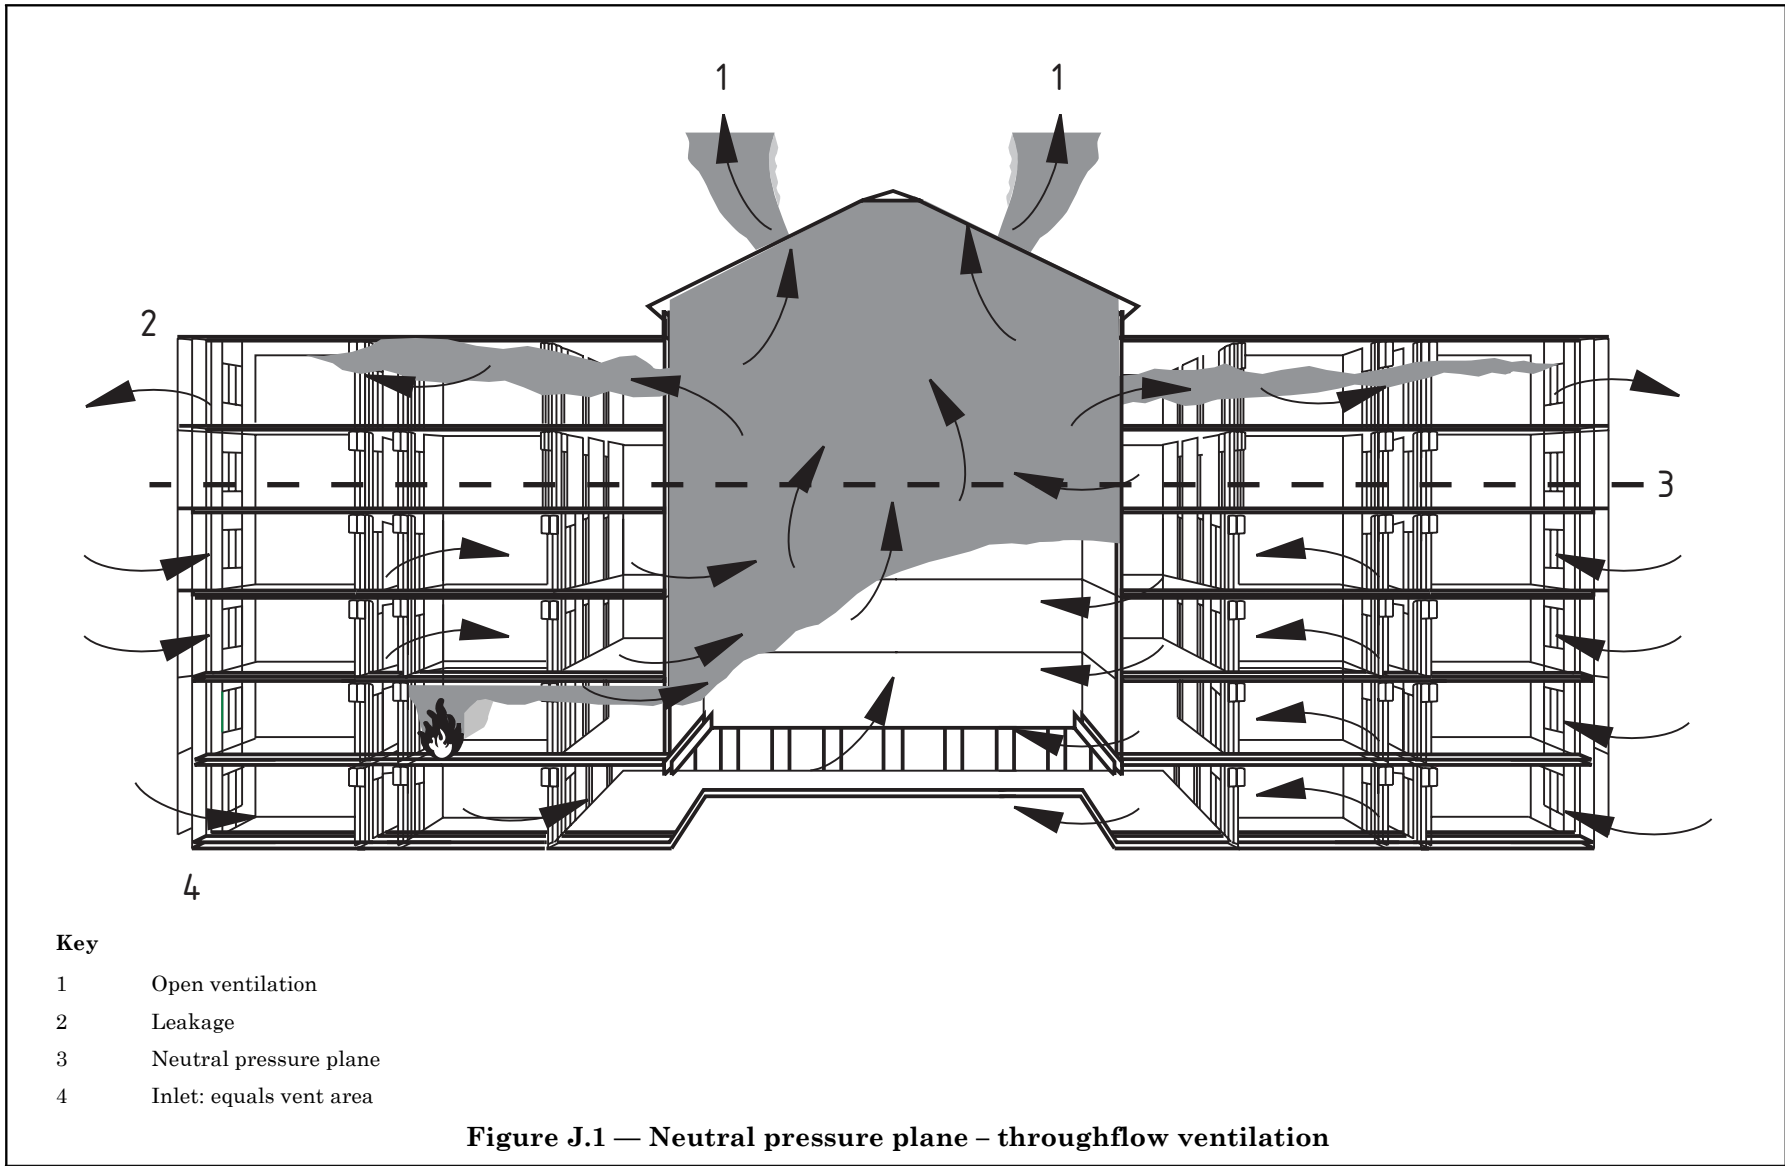 1 1
2
3
4
Key
1 Open ventilation
2 Leakage
3 Neutral pressure plane
4 Inlet: equals vent area
Figure J.1 — Neutral pressure plane – throughflow ventilation